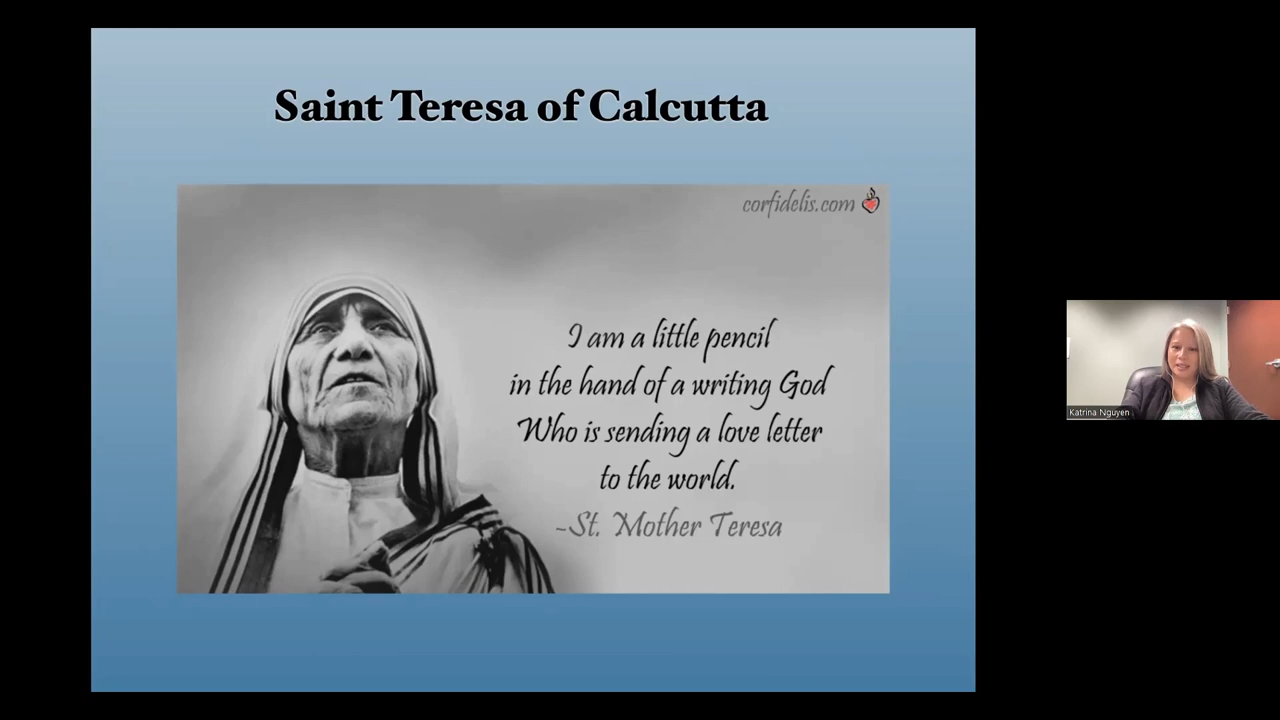 Saint Teresa of Calcutta
corfidelis.com
I am a little pencil
in the hand of a writing God
Who is sending a love letter
to the world.
~St. Mother Teresa
Katrina Nguyen